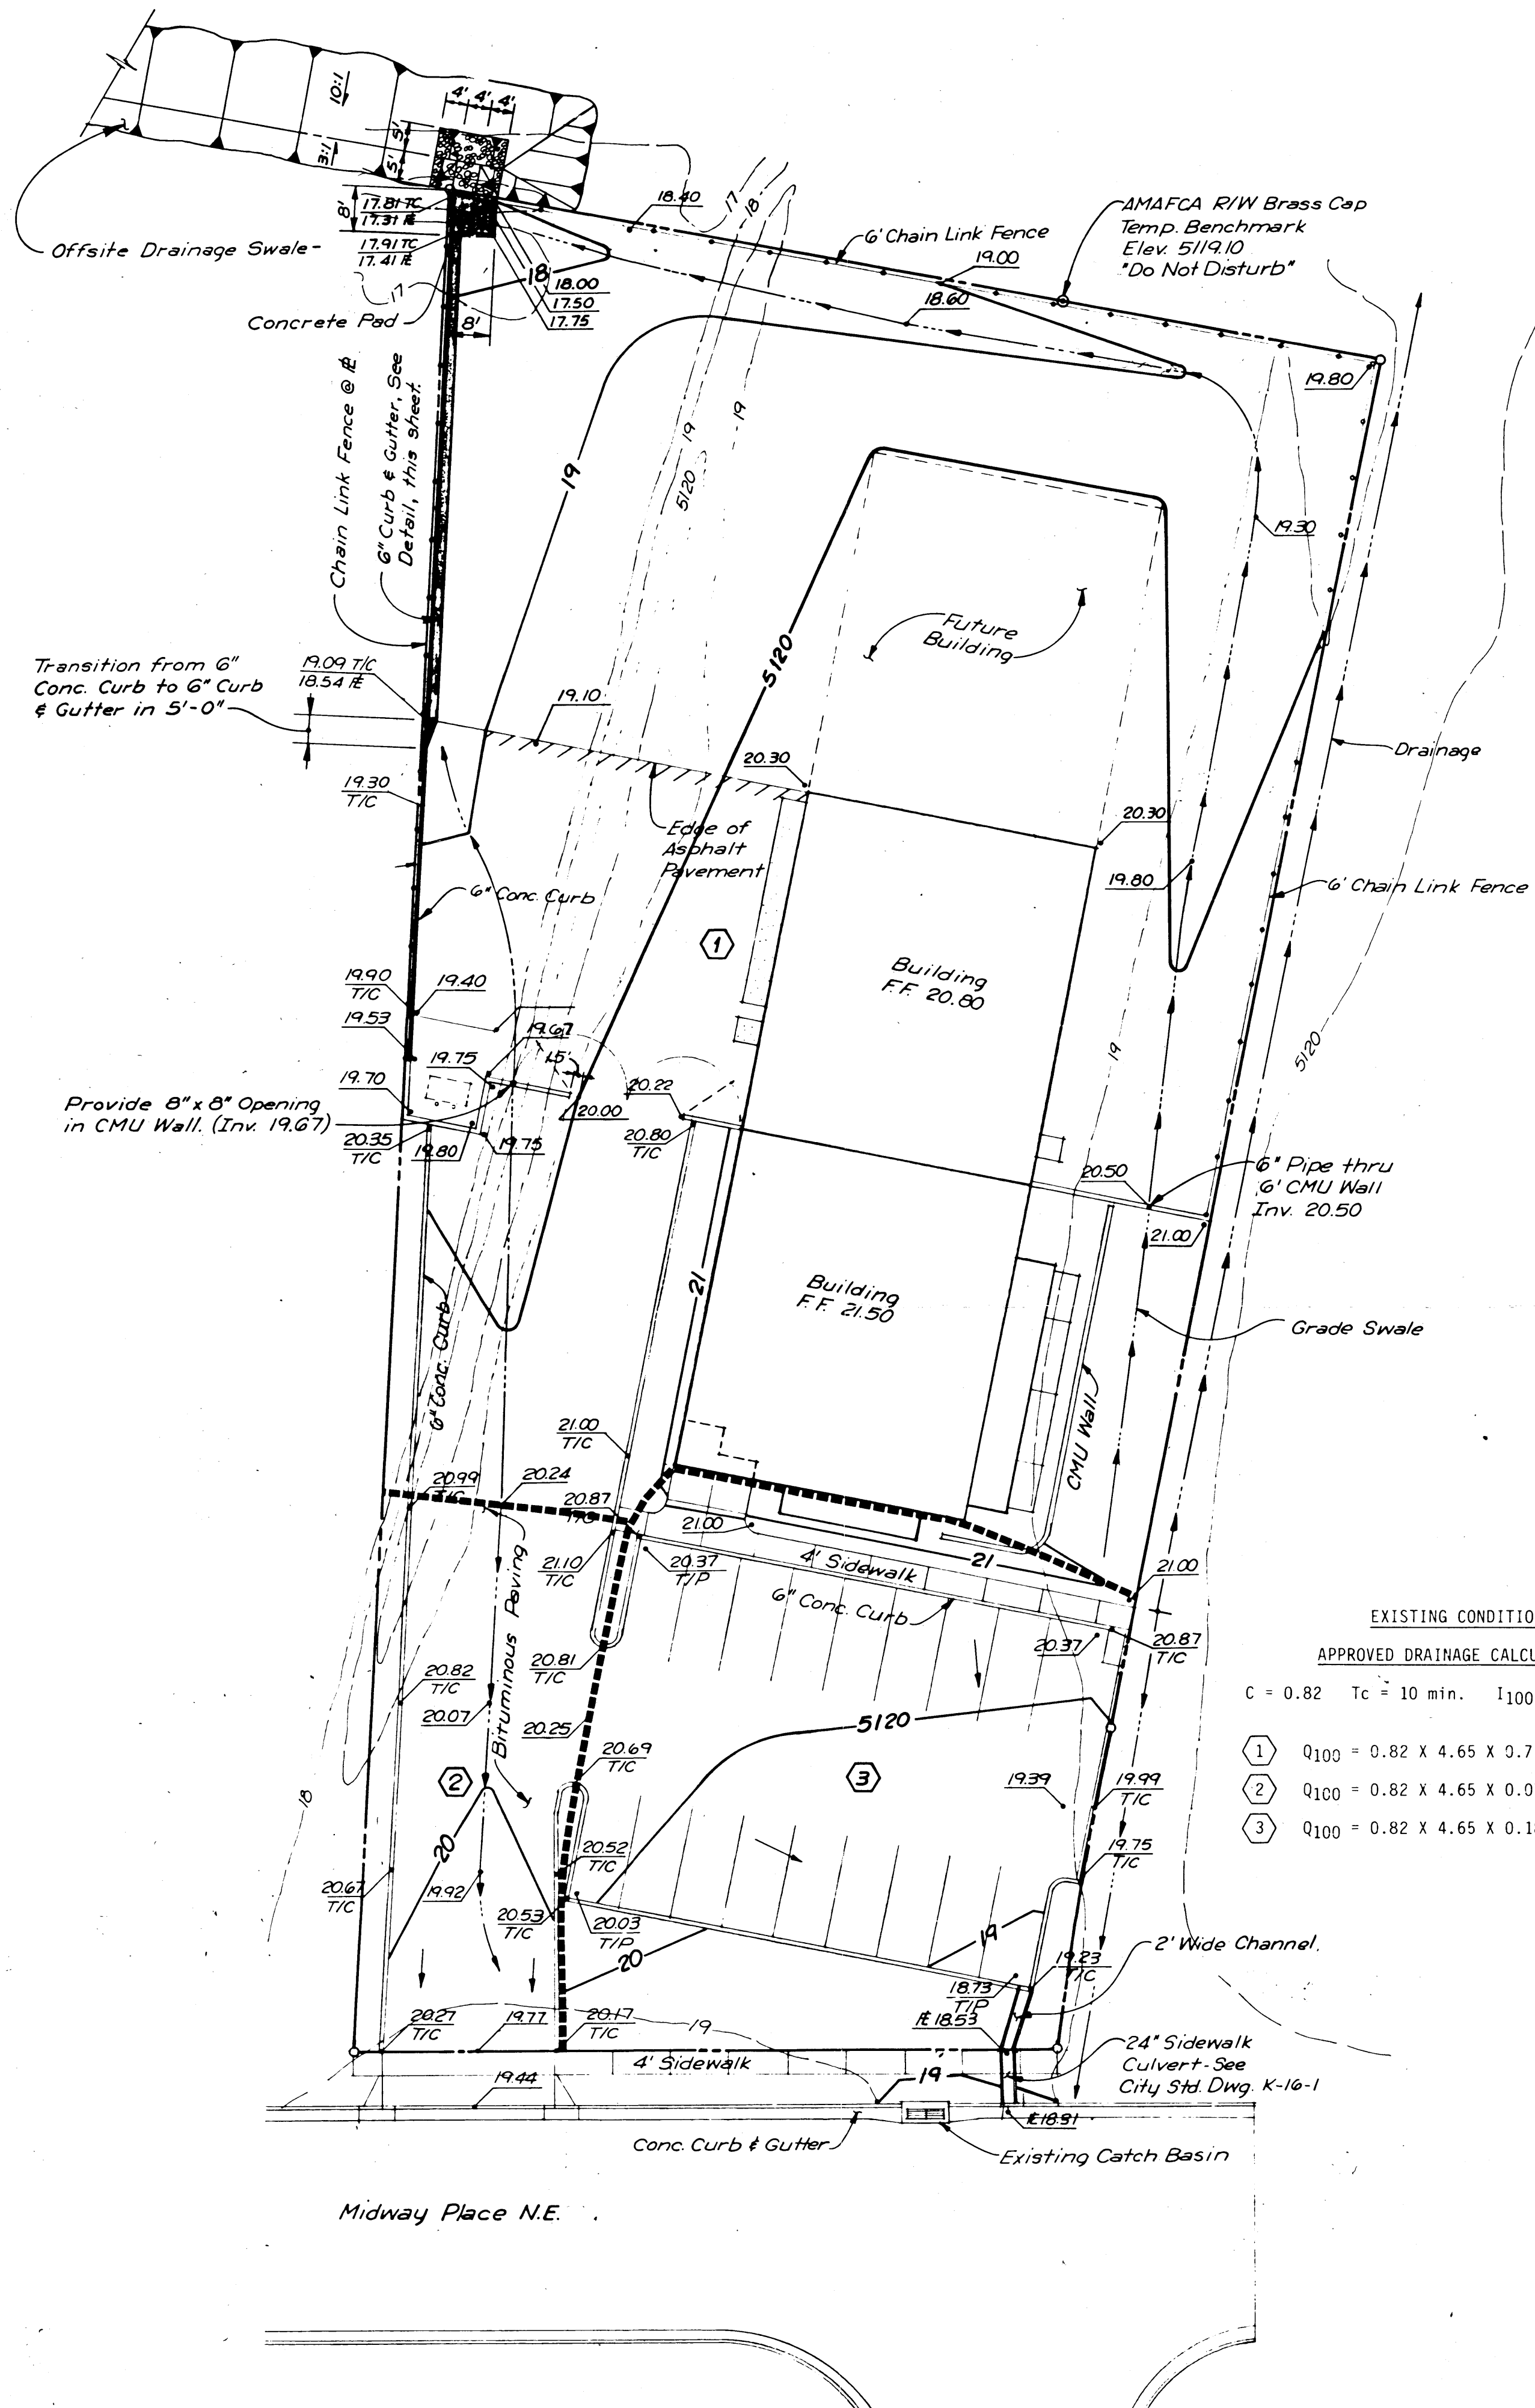 10:1
3:1
4' 4' 4'
5'
5'
8'
17.81 TC
17.31 ℄
17.91 TC
17.41 ℄
Offsite Drainage Swale
Concrete Pad
17
18
18.00
17.50
17.75
8'
18.40
17
18
6' Chain Link Fence
19.00
18.60
AMAFCA R/W Brass Cap
Temp. Benchmark
Elev. 5119.10
"Do Not Disturb"
19.80
Chain Link Fence @ ℄
6" Curb & Gutter, See
Detail, this sheet.
19
19
19
5120
19.30
Future
Building
5120
Transition from 6"
Conc. Curb to 6" Curb
& Gutter in 5'-0"
19.09 T/C
18.54 ℄
19.10
20.30
Drainage
19.30
T/C
Edge of
Asphalt
Pavement
20.30
19.80
6" Conc. Curb
6' Chain Link Fence
1
Building
F.F. 20.80
19.90
T/C
19.40
19.53
19.67
19.75
15'
19.70
20.22
20.00
19
5120
Provide 8" x 8" Opening
in CMU Wall. (Inv. 19.67)
20.35
T/C
19.80
19.75
20.80
T/C
20.50
6" Pipe thru
6' CMU Wall
Inv. 20.50
21.00
21
Building
F.F. 21.50
Grade Swale
6" Conc. Curb
CMU Wall
21.00
T/C
20.99
T/C
20.24
20.87
T/C
21.00
21.10
T/C
20.37
T/P
4' Sidewalk
21
21.00
6" Conc. Curb
Bituminous Paving
20.37
20.87
T/C
20.81
T/C
20.82
T/C
20.07
20.25
5120
20.69
T/C
EXISTING CONDITIO
APPROVED DRAINAGE CALCU
C = 0.82 Tc = 10 min. I100
1 Q100 = 0.82 X 4.65 X 0.7
2 Q100 = 0.82 X 4.65 X 0.0
3 Q100 = 0.82 X 4.65 X 0.18
2
3
19.39
19.99
T/C
18
20
20.52
T/C
19.75
T/C
20.67
T/C
19.92
20.53
T/C
20.03
T/P
20
19
2' Wide Channel.
19.23
T/C
18.73
T/P
℄ 18.53
20.27
T/C
19.77
20.17
T/C
19
4' Sidewalk
24" Sidewalk
Culvert-See
City Std. Dwg. K-16-1
19.44
19
℄ 18.31
Conc. Curb & Gutter
Existing Catch Basin
Midway Place N.E.